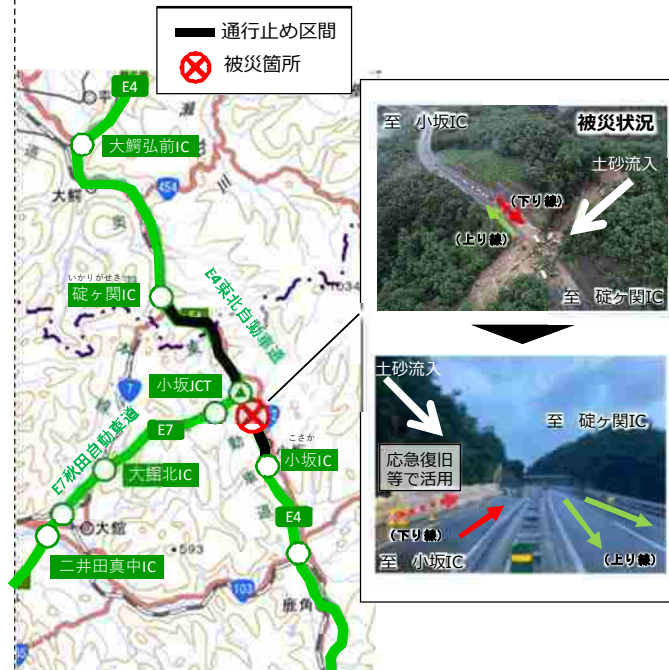 通行止め区間
被災箇所
E4
平
大鰐弘前IC
大鰐
454
いかりがせき
碇ヶ関IC
E4東北自動車道
1034
7
小坂JCT
E7
E7秋田自動車道
大館北IC
こさか
小坂IC
大館
E4
593
二井田真中IC
103
鹿角
至 小坂IC
被災状況
土砂流入
(下り線)
(上り線)
至 碇ヶ関IC
土砂流入
至 碇ヶ関IC
応急復旧
等で活用
(下り線)
至 小坂IC
(上り線)